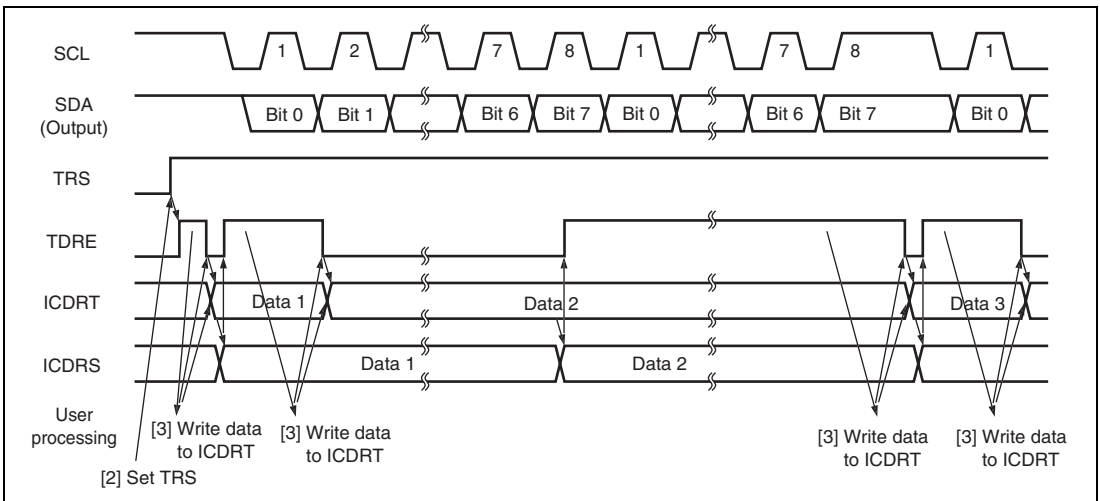 SCL 1 2 7 8 1 7 8 1
SDA
(Output) Bit 0 Bit 1 Bit 6 Bit 7 Bit 0 Bit 6 Bit 7 Bit 0
TRS
TDRE
ICDRT Data 1 Data 2 Data 3
ICDRS Data 1 Data 2
User
processing
[3] Write data
to ICDRT
[3] Write data
to ICDRT
[3] Write data
to ICDRT
[3] Write data
to ICDRT
[2] Set TRS